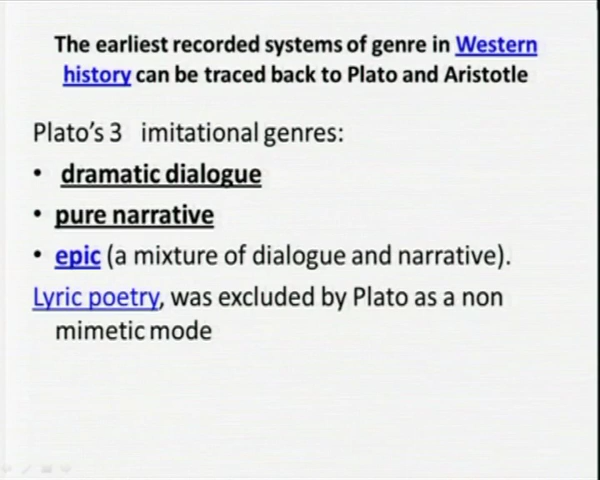 The earliest recorded systems of genre in Western
history can be traced back to Plato and Aristotle
Plato's 3 imitational genres:
• dramatic dialogue
• pure narrative
• epic (a mixture of dialogue and narrative).
Lyric poetry, was excluded by Plato as a non
mimetic mode